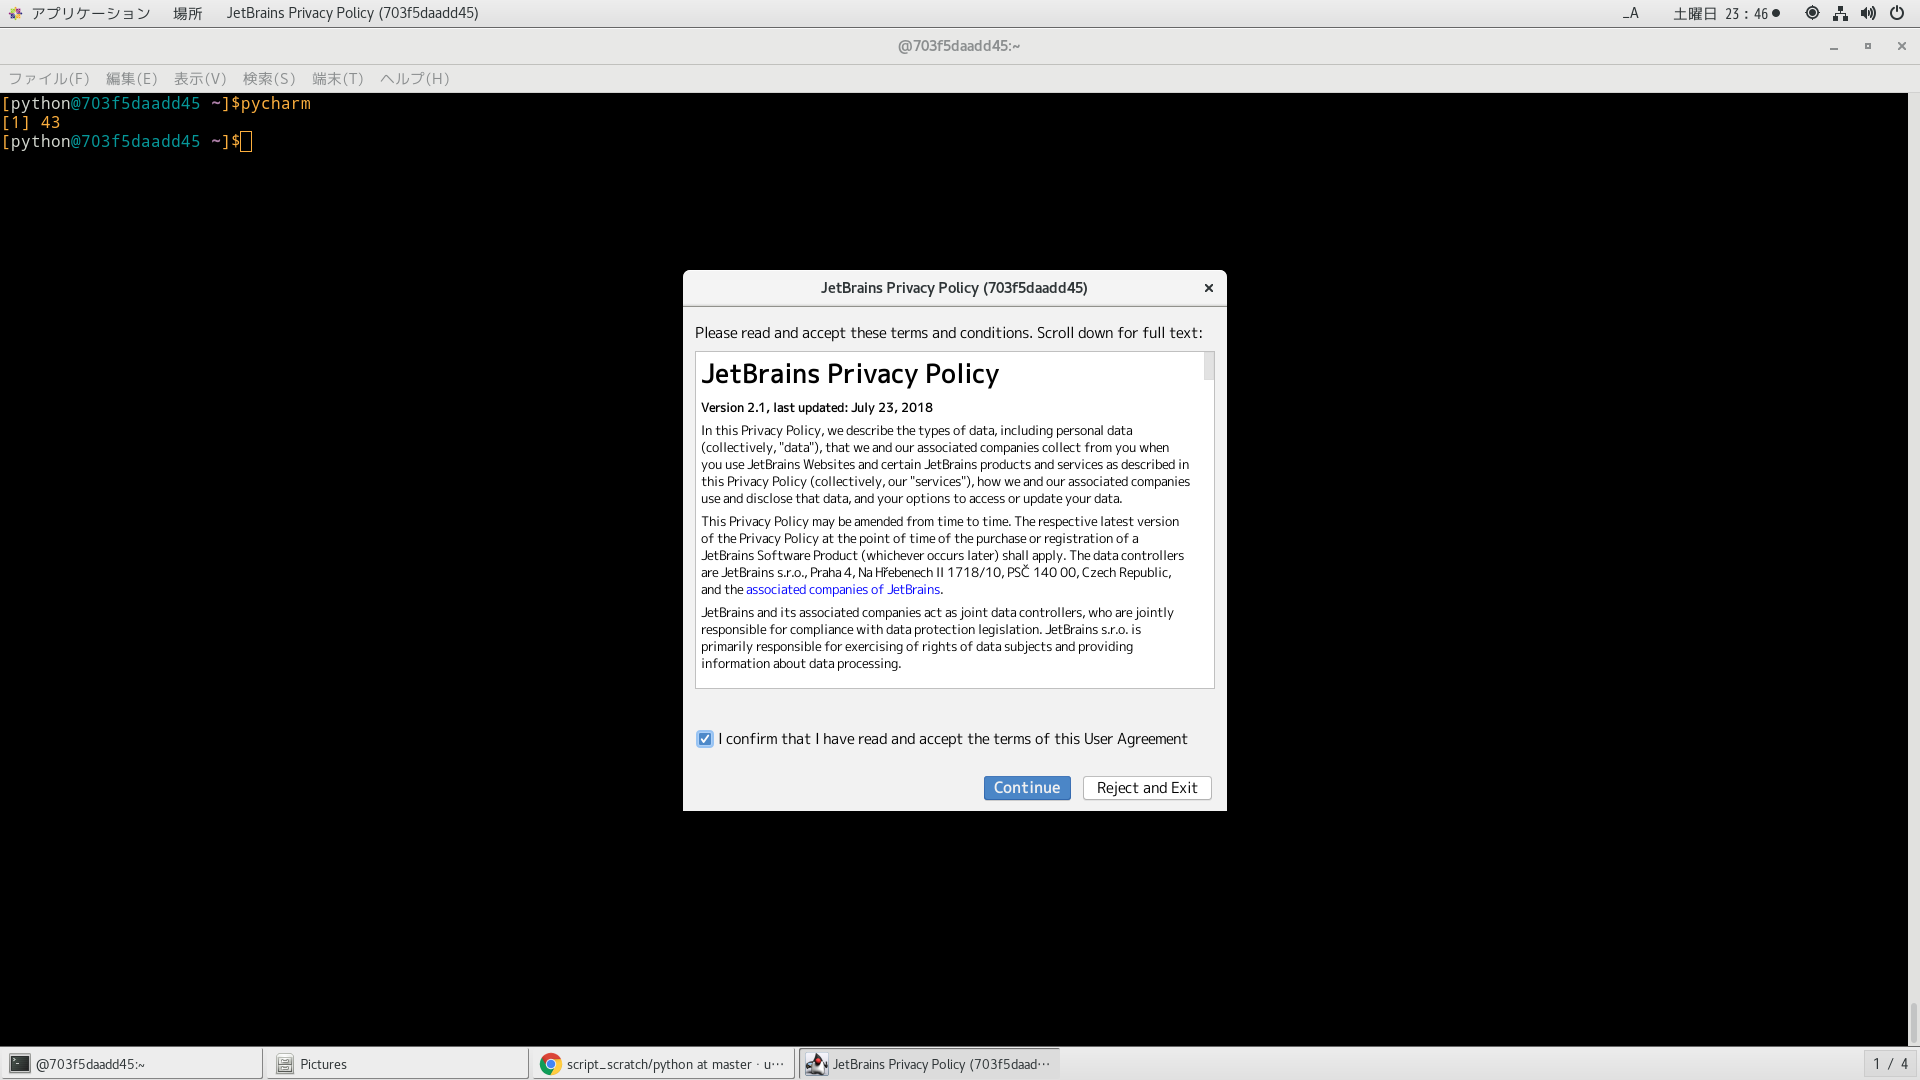 アプリケーション 場所 JetBrains Privacy Policy (703f5daadd45) _A 土曜日 23 : 46
@703f5daadd45:~
ファイル(F) 編集(E) 表示(V) 検索(S) 端末(T) ヘルプ(H)
[python@703f5daadd45 ~]$pycharm
[1] 43
[python@703f5daadd45 ~]$
JetBrains Privacy Policy (703f5daadd45)
Please read and accept these terms and conditions. Scroll down for full text:
JetBrains Privacy Policy
Version 2.1, last updated: July 23, 2018
In this Privacy Policy, we describe the types of data, including personal data
(collectively, "data"), that we and our associated companies collect from you when
you use JetBrains Websites and certain JetBrains products and services as described in
this Privacy Policy (collectively, our "services"), how we and our associated companies
use and disclose that data, and your options to access or update your data.
This Privacy Policy may be amended from time to time. The respective latest version
of the Privacy Policy at the point of time of the purchase or registration of a
JetBrains Software Product (whichever occurs later) shall apply. The data controllers
are JetBrains s.r.o., Praha 4, Na Hřebenech II 1718/10, PSČ 140 00, Czech Republic,
and the associated companies of JetBrains.
JetBrains and its associated companies act as joint data controllers, who are jointly
responsible for compliance with data protection legislation. JetBrains s.r.o. is
primarily responsible for exercising of rights of data subjects and providing
information about data processing.
I confirm that I have read and accept the terms of this User Agreement
Continue Reject and Exit
@703f5daadd45:~ Pictures script_scratch/python at master · u… JetBrains Privacy Policy (703f5daad… 1 / 4